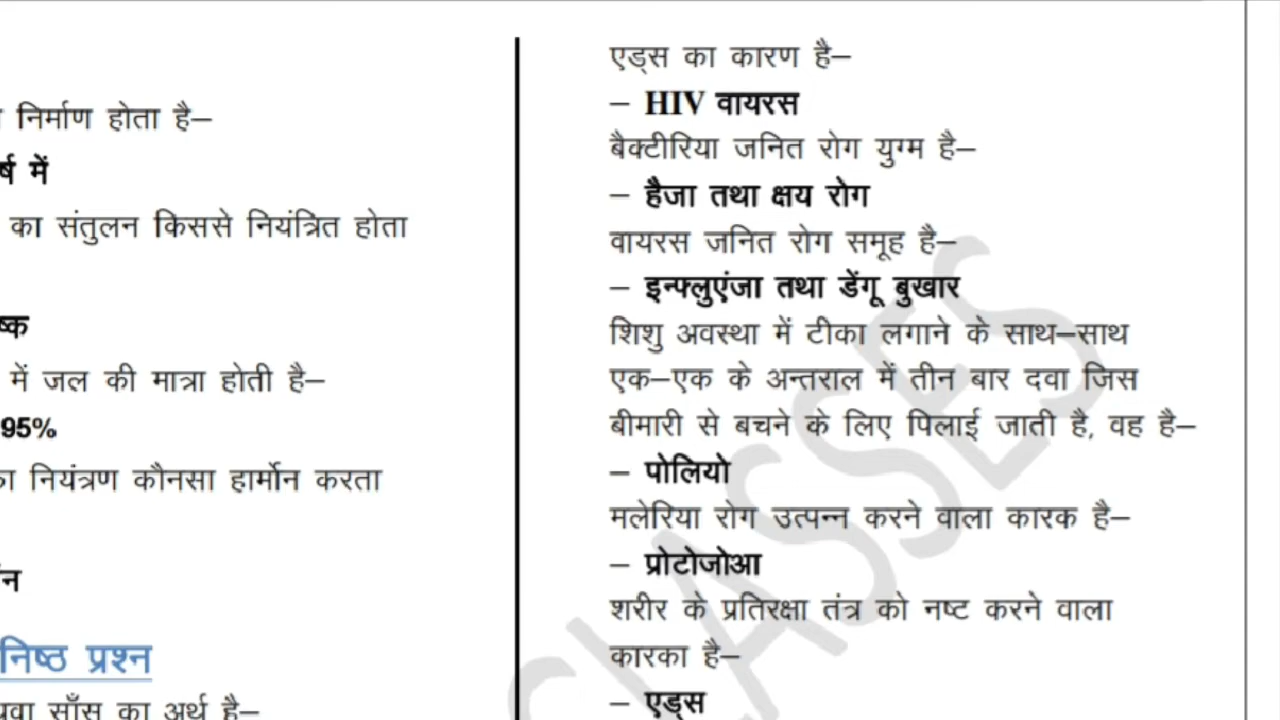 निर्माण होता है–
में
का संतुलन किससे नियंत्रित होता
में जल की मात्रा होती है–
95%
नियंत्रण कौनसा हार्मोन करता
प्रश्न
साँस का अर्थ है–
एड्स का कारण है–
– HIV वायरस
बैक्टीरिया जनित रोग युग्म है–
– हैजा तथा क्षय रोग
वायरस जनित रोग समूह है–
– इन्फ्लुएंजा तथा डेंगू बुखार
शिशु अवस्था में टीका लगाने के साथ–साथ
एक–एक के अन्तराल में तीन बार दवा जिस
बीमारी से बचने के लिए पिलाई जाती है, वह है–
– पोलियो
मलेरिया रोग उत्पन्न करने वाला कारक है–
– प्रोटोजोआ
शरीर के प्रतिरक्षा तंत्र को नष्ट करने वाला
कारका है–
– एड्स
CLASSES